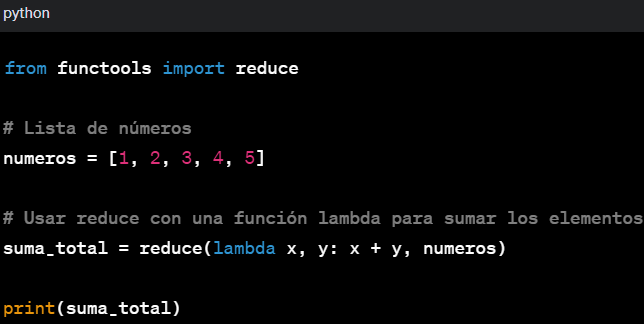 python
from functools import reduce
# Lista de números
numeros = [1, 2, 3, 4, 5]
# Usar reduce con una función lambda para sumar los elementos
suma_total = reduce(lambda x, y: x + y, numeros)
print(suma_total)